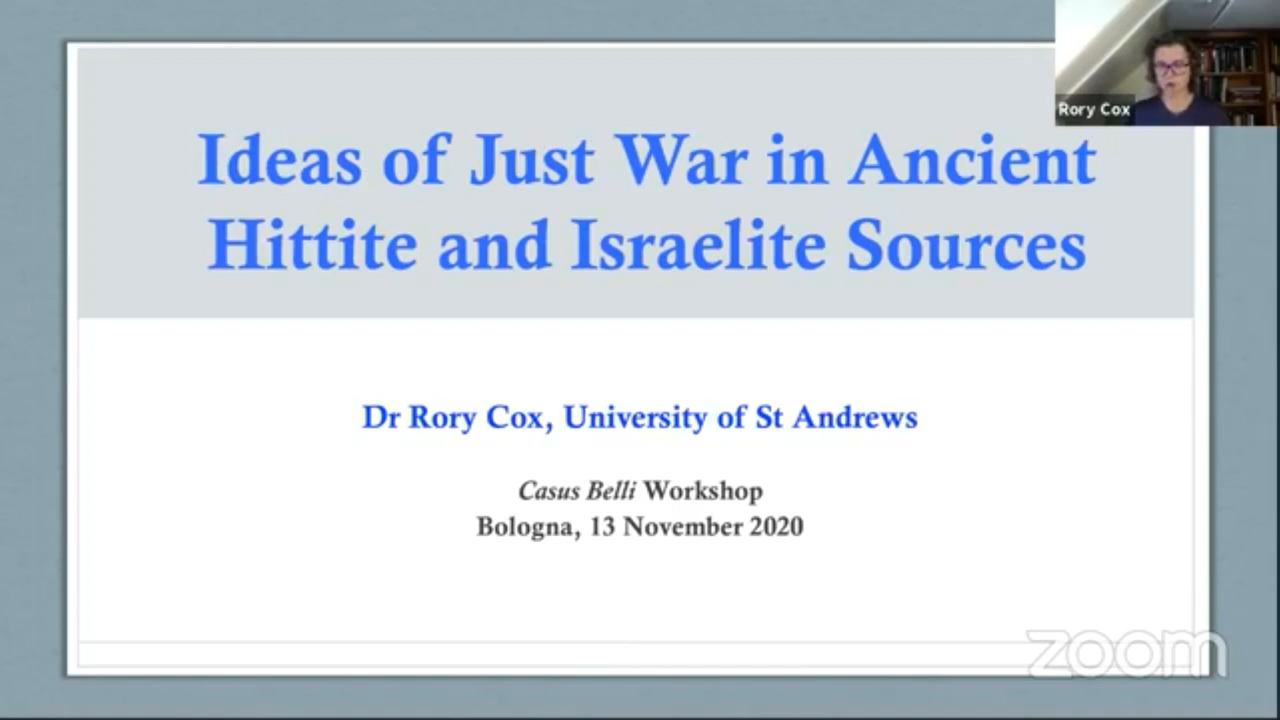 Rory Cox
Ideas of Just War in Ancient
Hittite and Israelite Sources
Dr Rory Cox, University of St Andrews
Casus Belli Workshop
Bologna, 13 November 2020
zoom